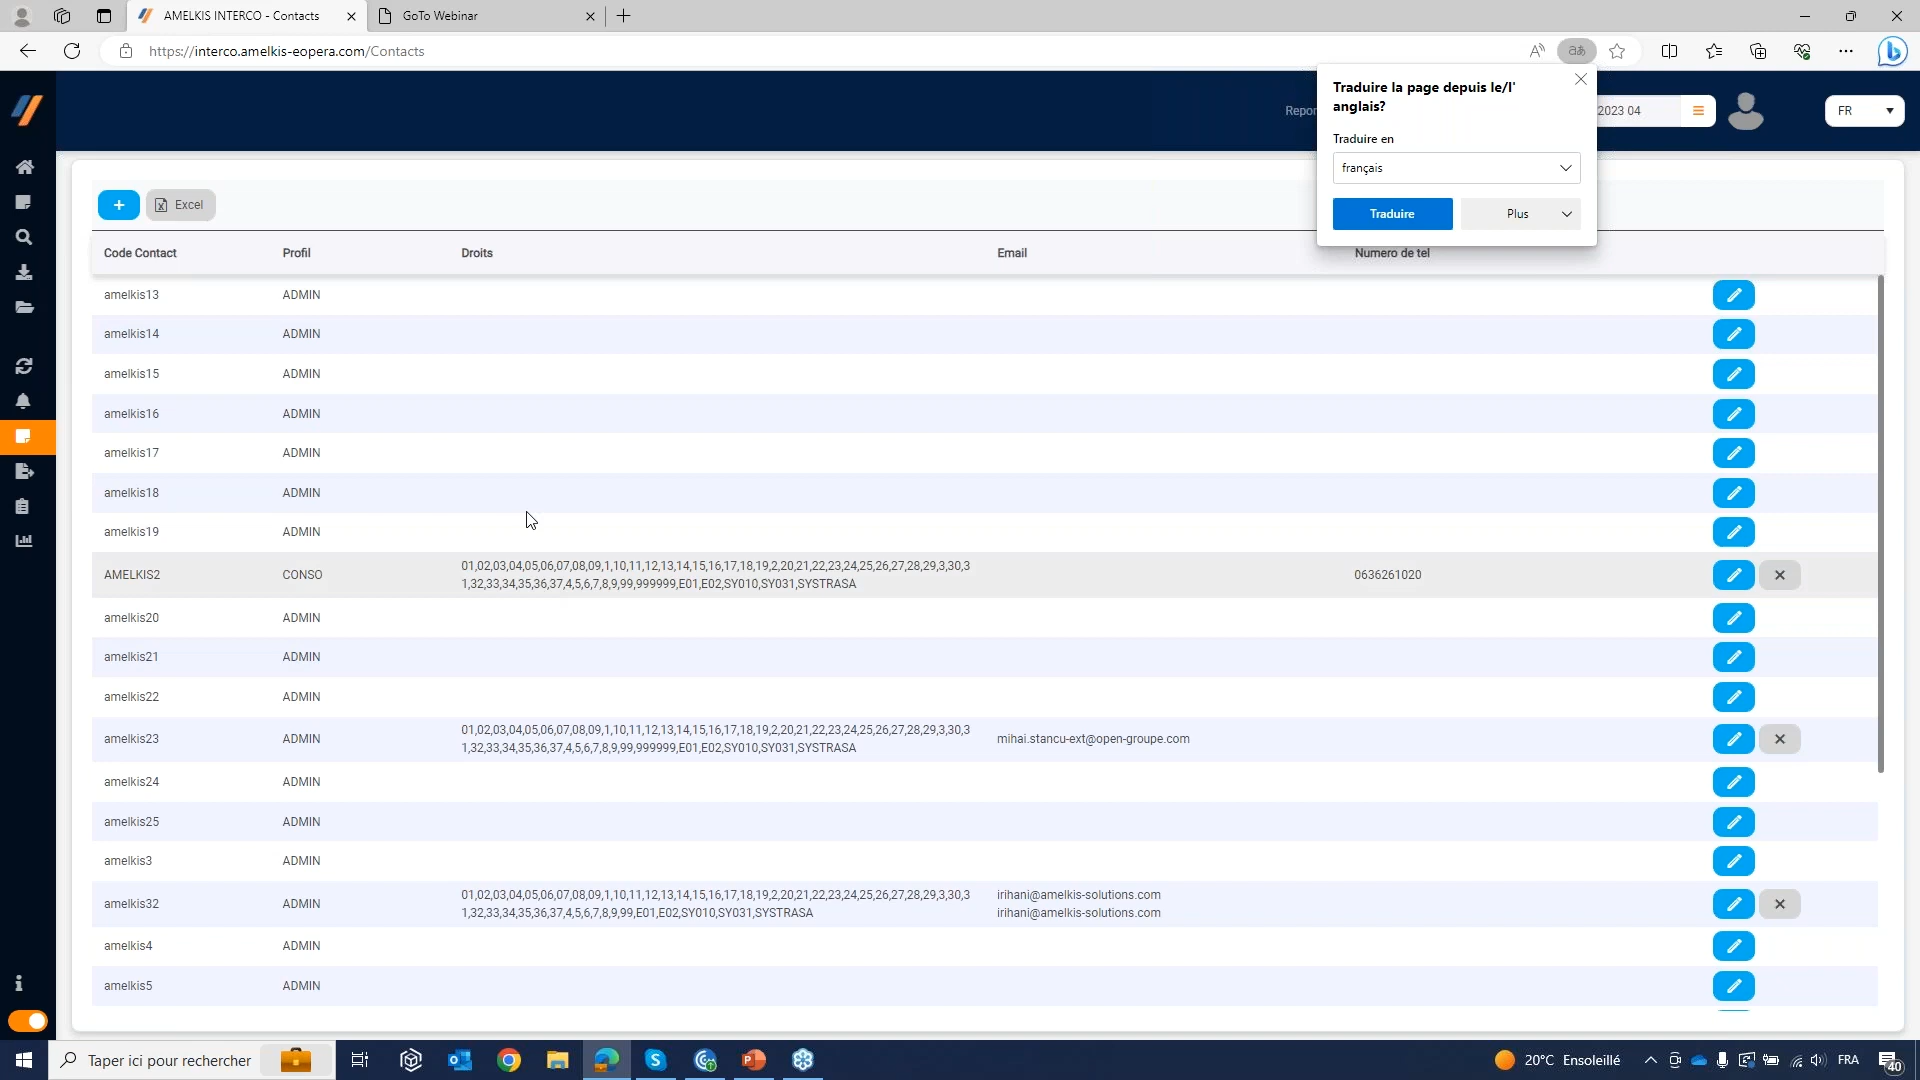 AMELKIS INTERCO - Contacts
GoTo Webinar
https://interco.amelkis-eopera.com/Contacts
Traduire la page depuis le/l'
anglais?
Traduire en
français
Traduire
Plus
2023 04
FR
Excel
Code Contact Profil Droits Email Numero de tel
amelkis13 ADMIN
amelkis14 ADMIN
amelkis15 ADMIN
amelkis16 ADMIN
amelkis17 ADMIN
amelkis18 ADMIN
amelkis19 ADMIN
AMELKIS2 CONSO 01,02,03,04,05,06,07,08,09,1,10,11,12,13,14,15,16,17,18,19,2,20,21,22,23,24,25,26,27,28,29,3,30,3 0636261020
1,32,33,34,35,36,37,4,5,6,7,8,9,99,999999,E01,E02,SY010,SY031,SYSTRASA
amelkis20 ADMIN
amelkis21 ADMIN
amelkis22 ADMIN
amelkis23 ADMIN 01,02,03,04,05,06,07,08,09,1,10,11,12,13,14,15,16,17,18,19,2,20,21,22,23,24,25,26,27,28,29,3,30,3 mihai.stancu-ext@open-groupe.com
1,32,33,34,35,36,37,4,5,6,7,8,9,99,999999,E01,E02,SY010,SY031,SYSTRASA
amelkis24 ADMIN
amelkis25 ADMIN
amelkis3 ADMIN
amelkis32 ADMIN 01,02,03,04,05,06,07,08,09,1,10,11,12,13,14,15,16,17,18,19,2,20,21,22,23,24,25,26,27,28,29,3,30,3 irihani@amelkis-solutions.com
1,32,33,34,35,36,37,4,5,6,7,8,9,99,E01,E02,SY010,SY031,SYSTRASA irihani@amelkis-solutions.com
amelkis4 ADMIN
amelkis5 ADMIN
Taper ici pour rechercher
20°C Ensoleillé
FRA
40